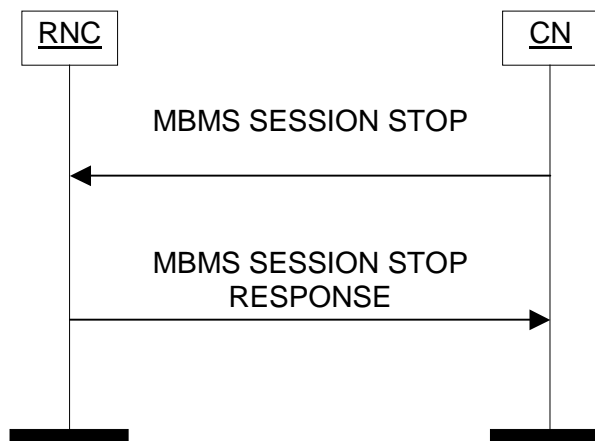 RNC
CN
MBMS SESSION STOP
MBMS SESSION STOP
RESPONSE